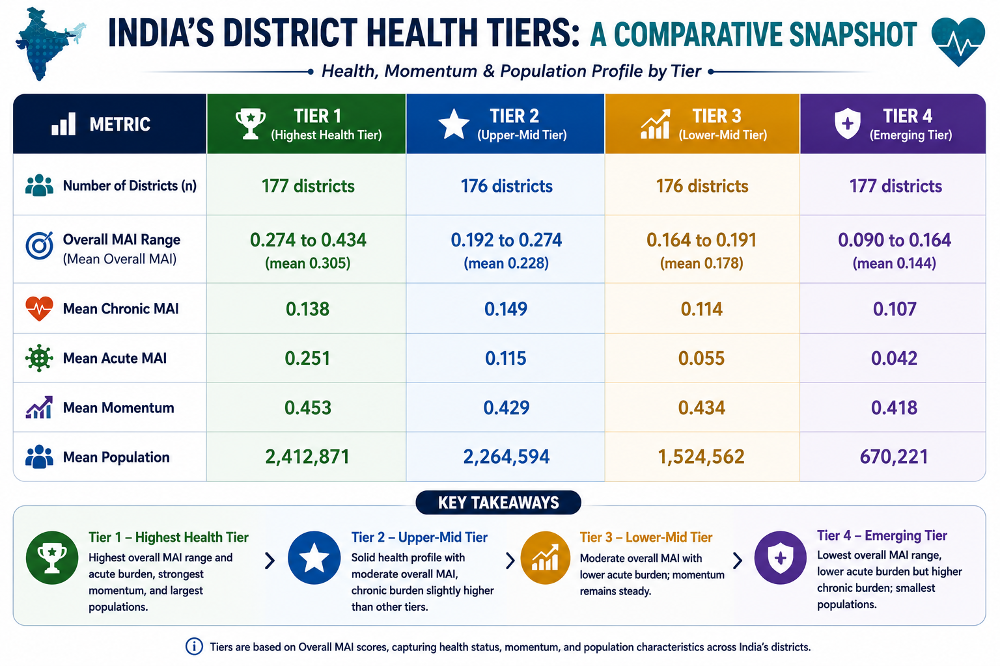 INDIA'S DISTRICT HEALTH TIERS: A COMPARATIVE SNAPSHOT
Health, Momentum & Population Profile by Tier
METRIC
TIER 1
(Highest Health Tier)
TIER 2
(Upper-Mid Tier)
TIER 3
(Lower-Mid Tier)
TIER 4
(Emerging Tier)
Number of Districts (n)
177 districts
176 districts
176 districts
177 districts
Overall MAI Range
(Mean Overall MAI)
0.274 to 0.434
(mean 0.305)
0.192 to 0.274
(mean 0.228)
0.164 to 0.191
(mean 0.178)
0.090 to 0.164
(mean 0.144)
Mean Chronic MAI
0.138
0.149
0.114
0.107
Mean Acute MAI
0.251
0.115
0.055
0.042
Mean Momentum
0.453
0.429
0.434
0.418
Mean Population
2,412,871
2,264,594
1,524,562
670,221
KEY TAKEAWAYS
Tier 1 – Highest Health Tier
Highest overall MAI range and
acute burden, strongest
momentum, and largest
populations.
Tier 2 – Upper-Mid Tier
Solid health profile with
moderate overall MAI,
chronic burden slightly higher
than other tiers.
Tier 3 – Lower-Mid Tier
Moderate overall MAI with
lower acute burden; momentum
remains steady.
Tier 4 – Emerging Tier
Lowest overall MAI range,
lower acute burden but higher
chronic burden; smallest
populations.
Tiers are based on Overall MAI scores, capturing health status, momentum, and population characteristics across India's districts.